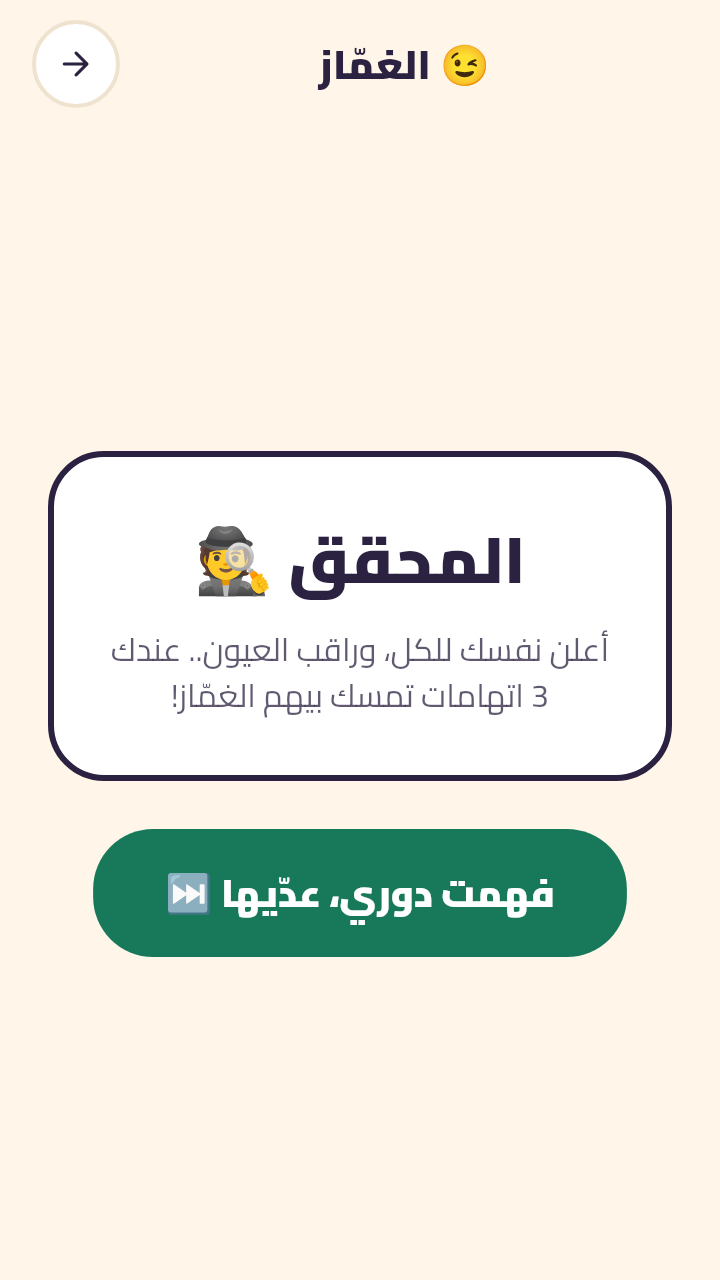 😉 الغمّاز
المحقق 🕵️
أعلن نفسك للكل، وراقب العيون.. عندك
3 اتهامات تمسك بيهم الغمّاز!
فهمت دوري، عدّيها ⏭️